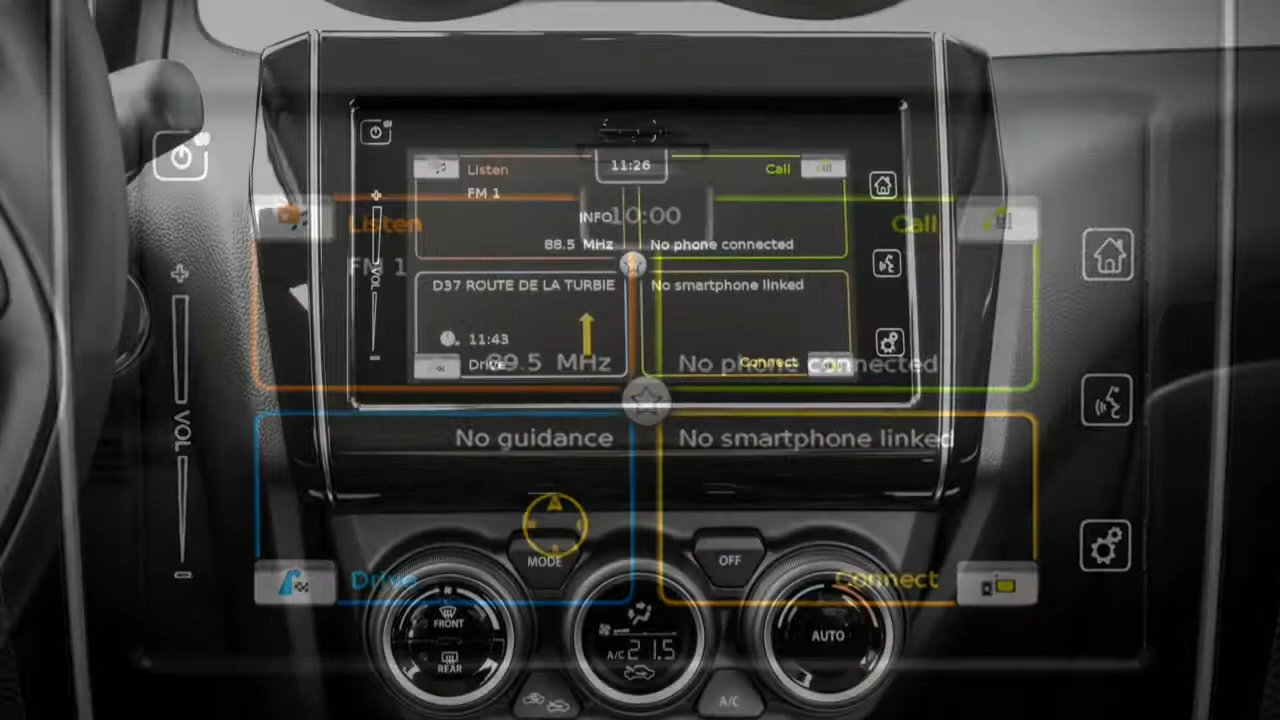 11:26
Listen
Call
FM 1
10:00
INFO
Listen
Call
88.5 MHz
No phone connected
FM 1
VOL
D37 ROUTE DE LA TURBIE
No smartphone linked
11:43
Drive
Connect
89.5 MHz
No phone connected
VOL
No guidance
No smartphone linked
MODE
OFF
Drive
Connect
FRONT
AUTO
A/C 21.5
REAR
A/C